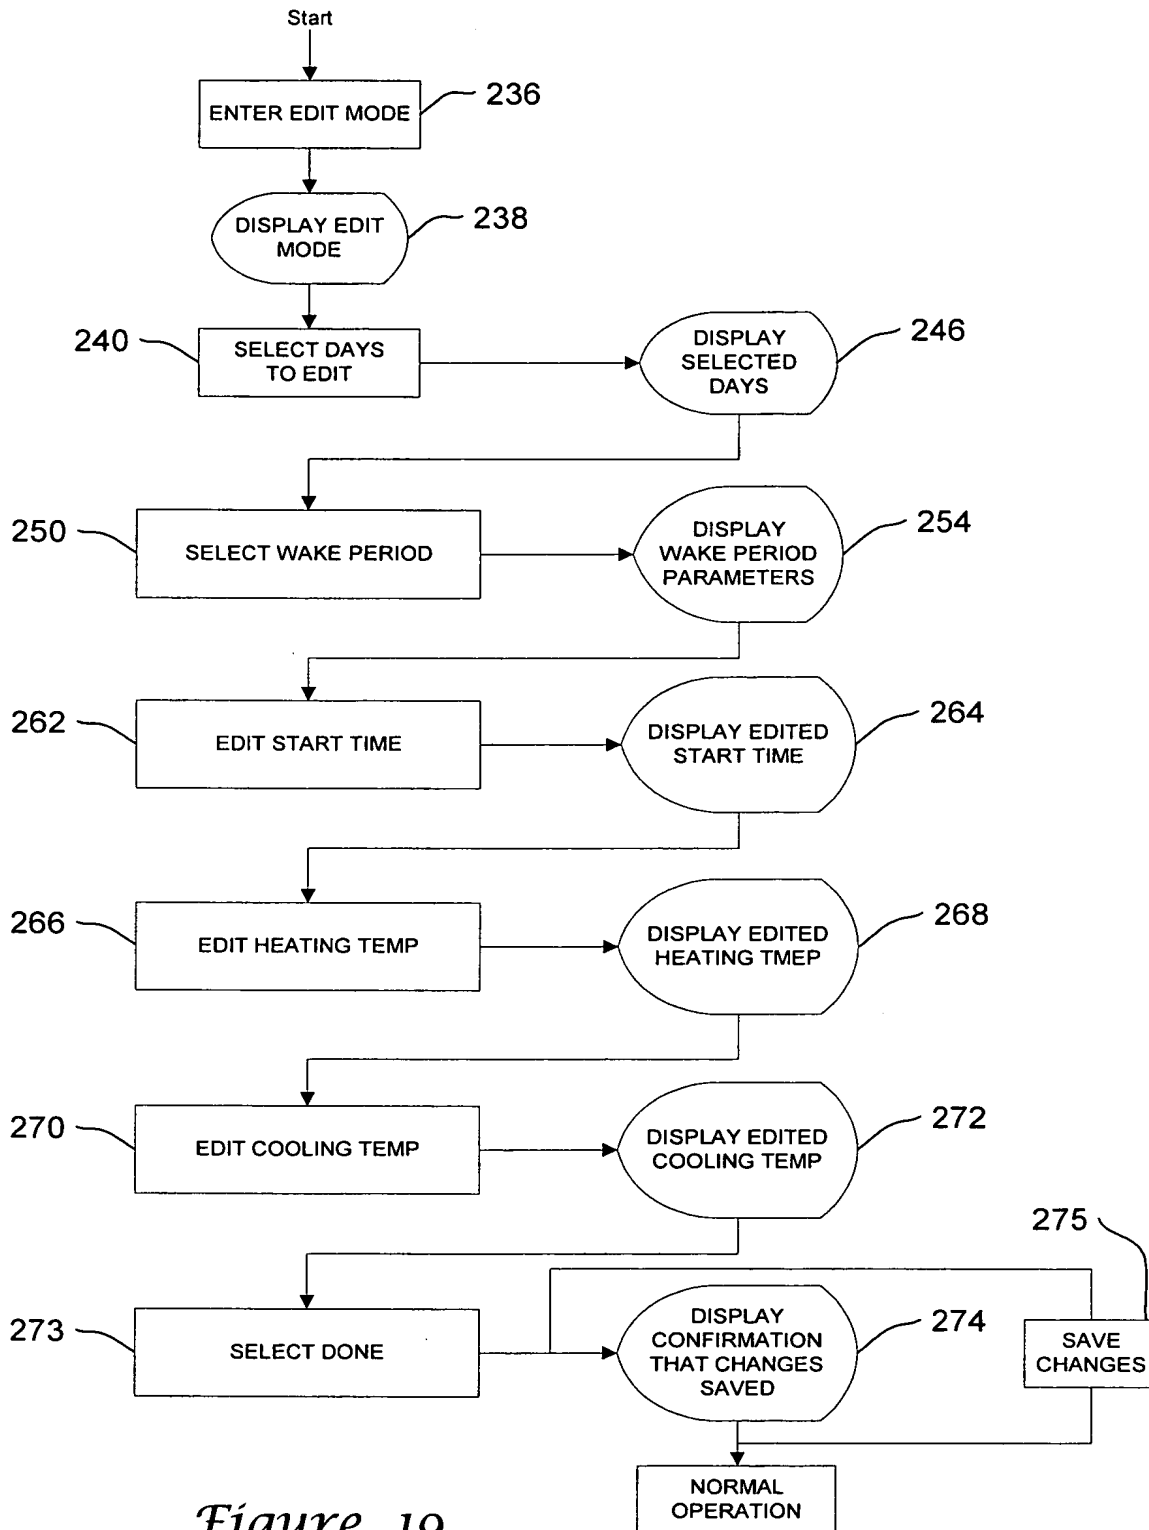 Start
ENTER EDIT MODE
236
DISPLAY EDIT
MODE
238
240
SELECT DAYS
TO EDIT
DISPLAY
SELECTED
DAYS
246
250
SELECT WAKE PERIOD
DISPLAY
WAKE PERIOD
PARAMETERS
254
262
EDIT START TIME
DISPLAY EDITED
START TIME
264
266
EDIT HEATING TEMP
DISPLAY EDITED
HEATING TMEP
268
270
EDIT COOLING TEMP
DISPLAY EDITED
COOLING TEMP
272
273
SELECT DONE
DISPLAY
CONFIRMATION
THAT CHANGES
SAVED
274
275
SAVE
CHANGES
NORMAL
OPERATION
Figure 19